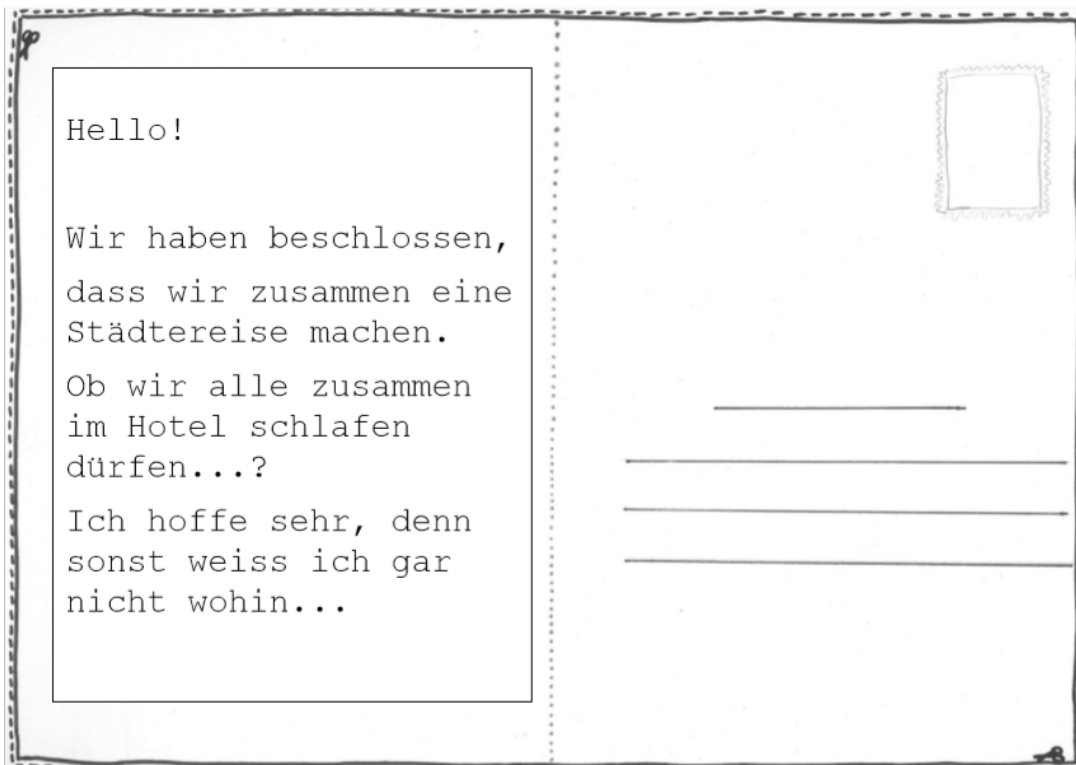 Hello!
Wir haben beschlossen,
dass wir zusammen eine
Städtereise machen.
Ob wir alle zusammen
im Hotel schlafen
dürfen...?
Ich hoffe sehr, denn
sonst weiss ich gar
nicht wohin...